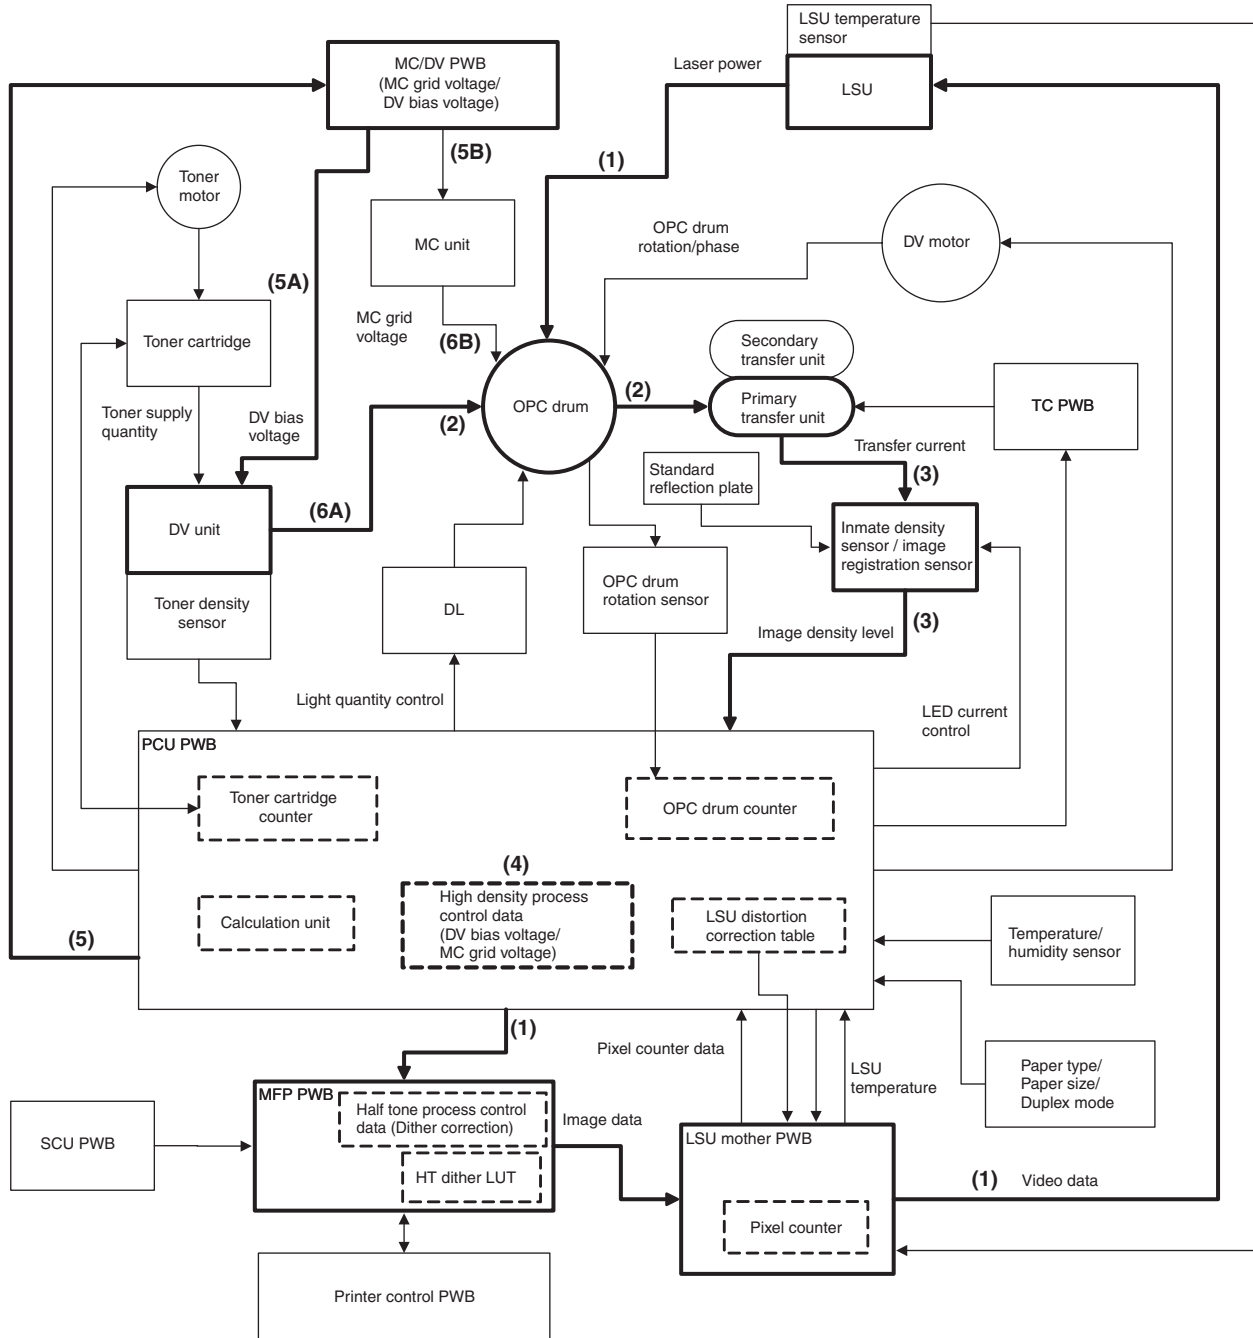 LSU temperature
sensor
MC/DV PWB
(MC grid voltage/
DV bias voltage)
Laser power
LSU
(5B)
(1)
Toner
motor
MC unit
OPC drum
rotation/phase
DV motor
(5A)
MC grid
voltage
(6B)
Toner cartridge
Secondary
transfer unit
OPC drum
(2)
Primary
transfer unit
TC PWB
Toner supply
quantity
DV bias
voltage
(2)
Transfer current
Standard
reflection plate
(3)
DV unit
(6A)
Inmate density
sensor / image
registration sensor
Toner density
sensor
DL
OPC drum
rotation sensor
(3)
Image density level
Light quantity control
LED current
control
PCU PWB
Toner cartridge
counter
OPC drum counter
(4)
Calculation unit
High density process
control data
(DV bias voltage/
MC grid voltage)
LSU distortion
correction table
(5)
Temperature/
humidity sensor
(1)
Pixel counter data
LSU
temperature
Paper type/
Paper size/
Duplex mode
MFP PWB
Half tone process control
data (Dither correction)
Image data
SCU PWB
LSU mother PWB
HT dither LUT
(1)
Video data
Pixel counter
Printer control PWB